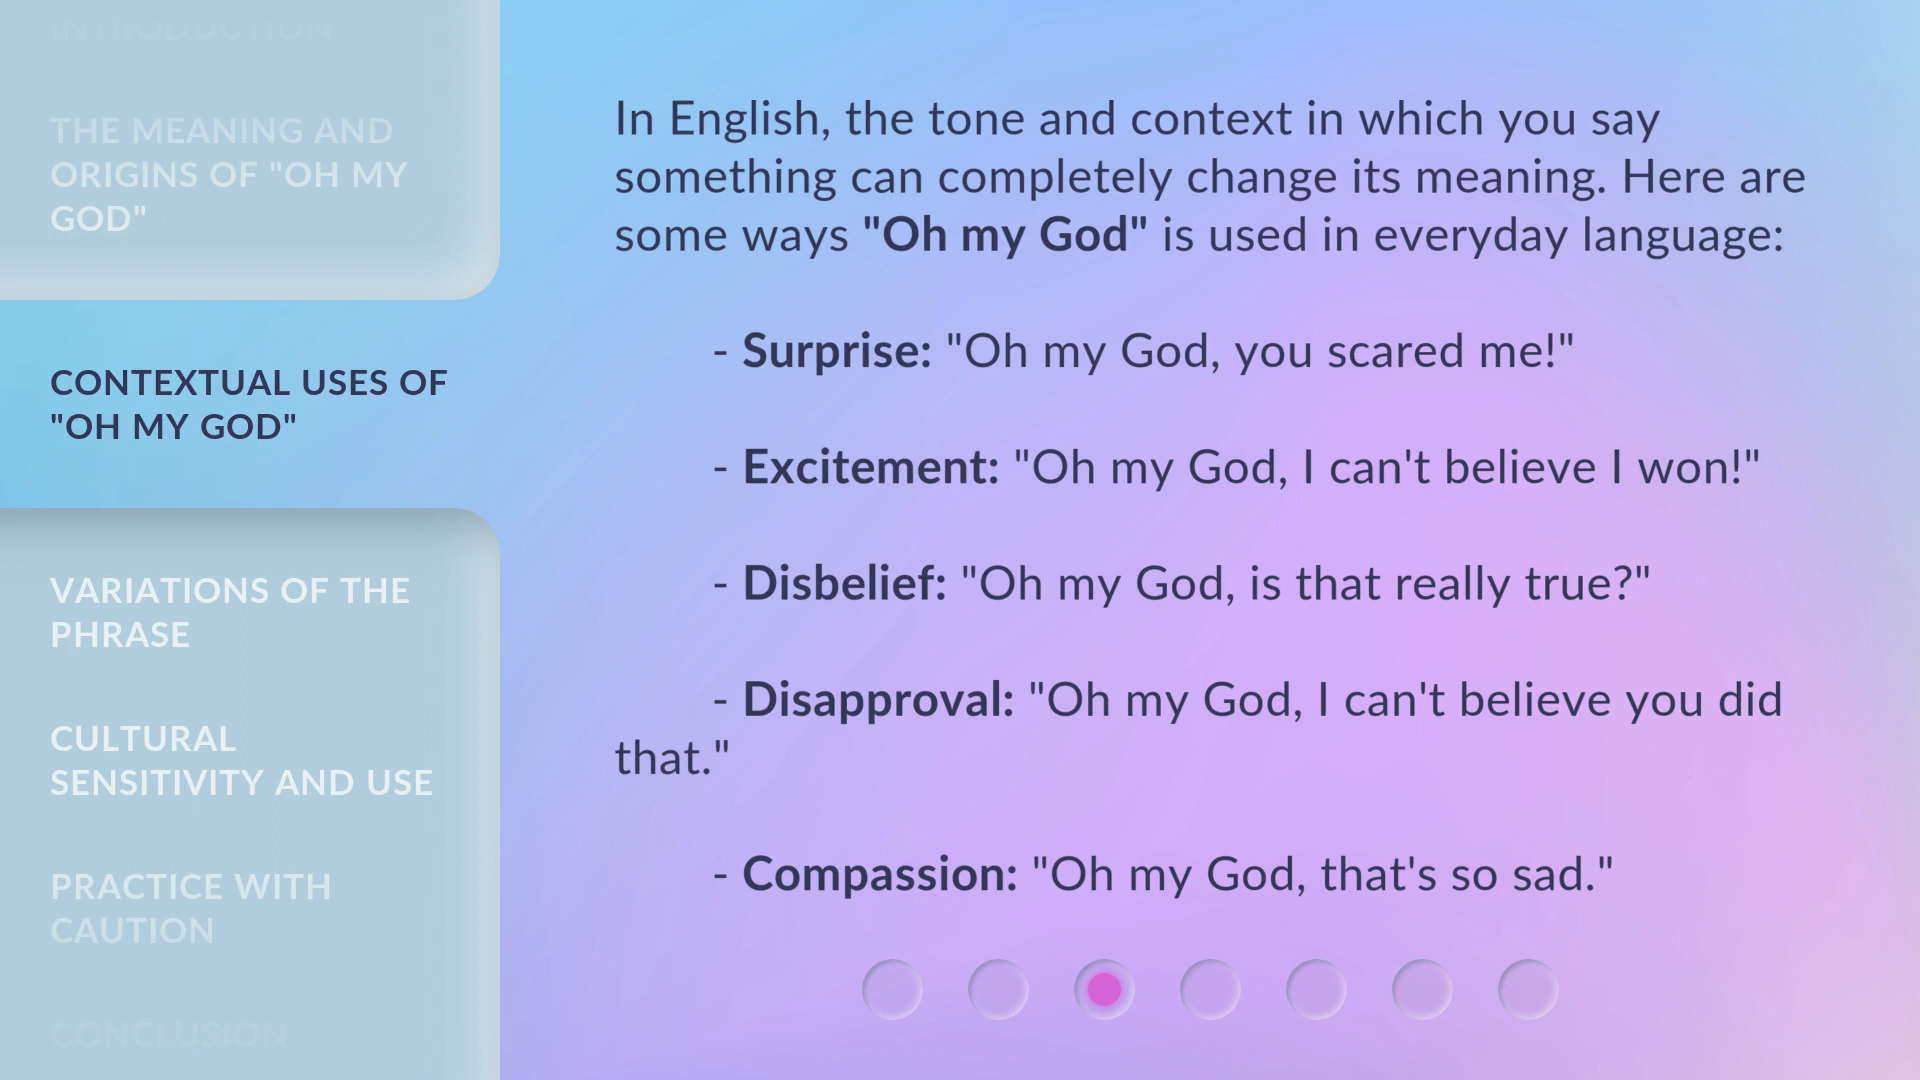 INTRODUCTION
THE MEANING AND
ORIGINS OF "OH MY
GOD"
CONTEXTUAL USES OF
"OH MY GOD"
VARIATIONS OF THE
PHRASE
CULTURAL
SENSITIVITY AND USE
PRACTICE WITH
CAUTION
CONCLUSION
In English, the tone and context in which you say
something can completely change its meaning. Here are
some ways "Oh my God" is used in everyday language:
- Surprise: "Oh my God, you scared me!"
- Excitement: "Oh my God, I can't believe I won!"
- Disbelief: "Oh my God, is that really true?"
- Disapproval: "Oh my God, I can't believe you did
that."
- Compassion: "Oh my God, that's so sad."